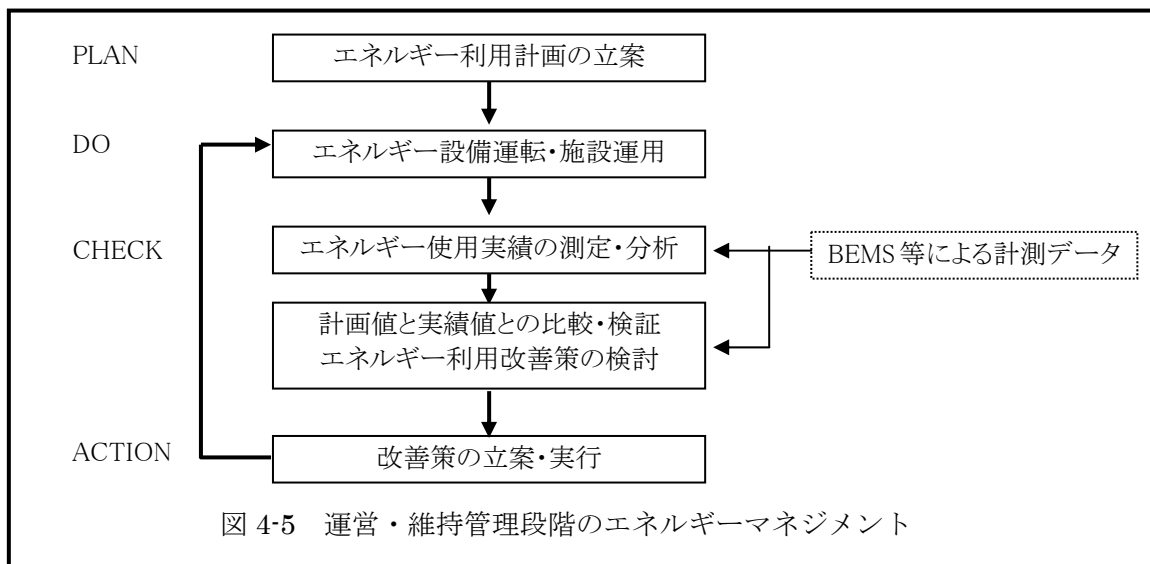 PLAN
エネルギー利用計画の立案
DO
エネルギー設備運転・施設運用
CHECK
エネルギー使用実績の測定・分析
BEMS 等による計測データ
計画値と実績値との比較・検証
エネルギー利用改善策の検討
ACTION
改善策の立案・実行
図 4-5 運営・維持管理段階のエネルギーマネジメント